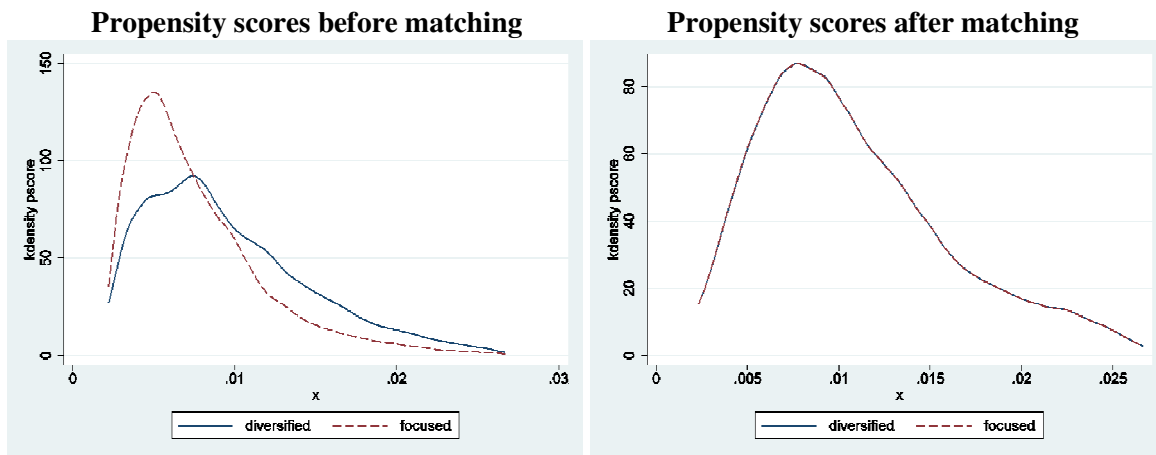 Propensity scores before matching
Propensity scores after matching
kdensity pscore
150
100
50
0
0
.01
.02
.03
x
diversified
focused
kdensity pscore
80
60
40
20
0
0
.005
.01
.015
.02
.025
x
diversified
focused